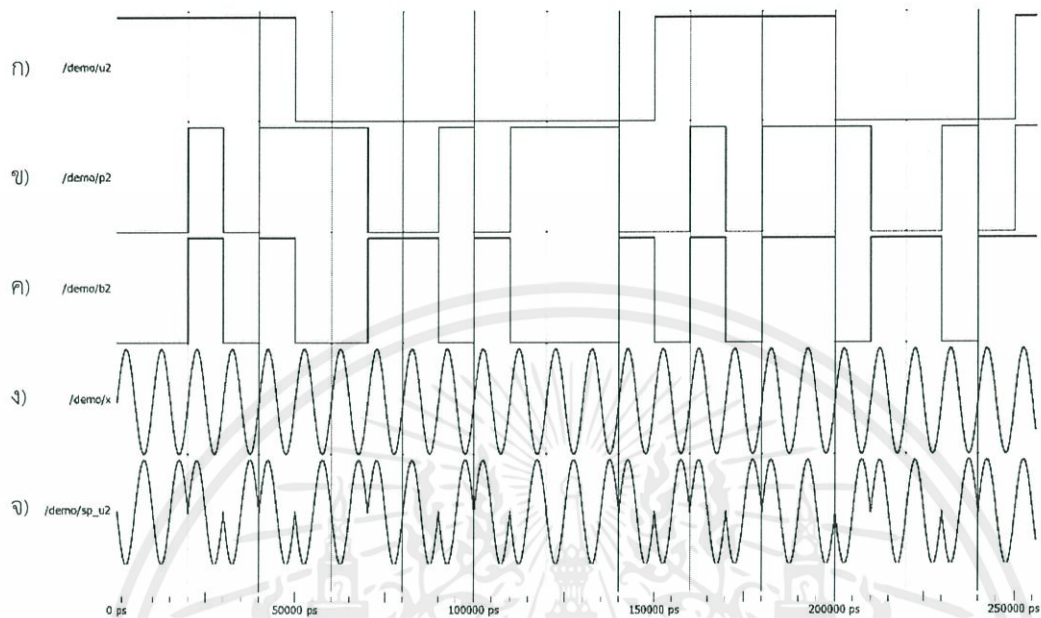 ก) /demo/u2
ข) /demo/p2
ค) /demo/b2
ง) /demo/x
จ) /demo/sp_u2
0 ps 50000 ps 100000 ps 150000 ps 200000 ps 250000 ps